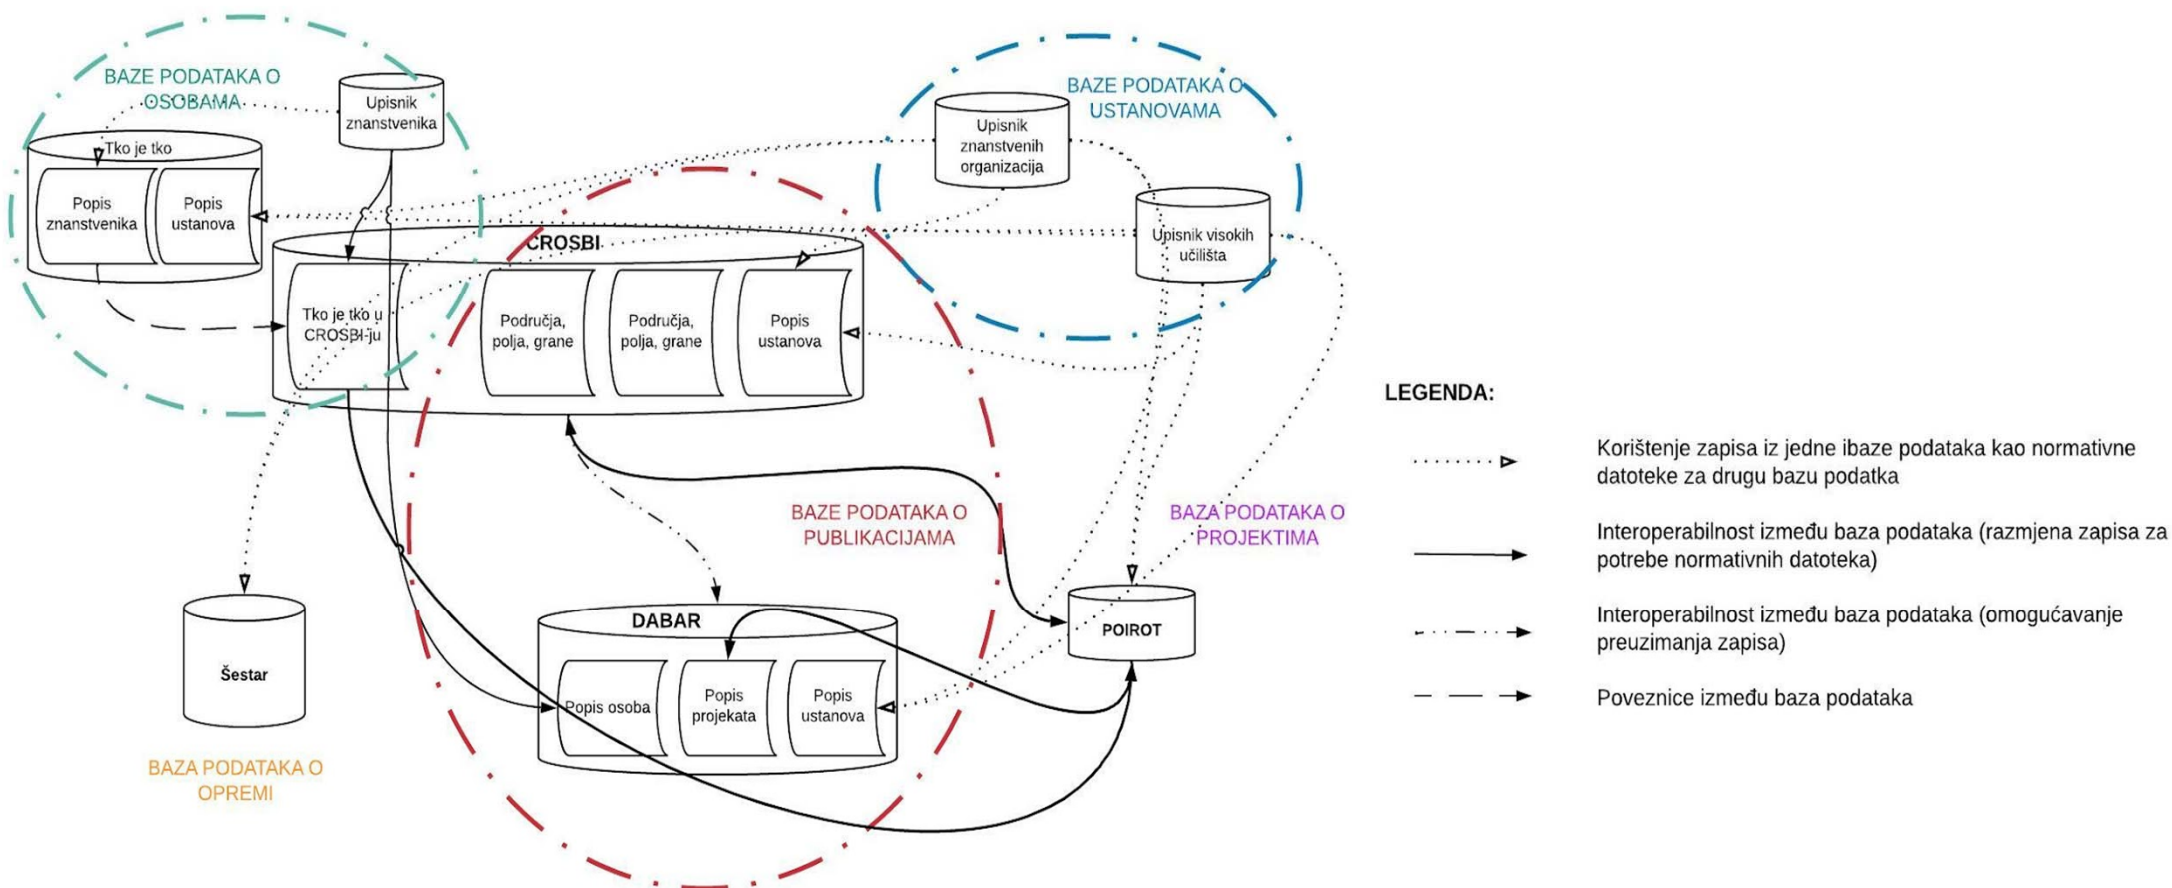 BAZE PODATAKA O
OSOBAMA
Upisnik
znanstvenika
Tko je tko
Popis
znanstvenika
Popis
ustanova
BAZE PODATAKA O
USTANOVAMA
Upisnik
znanstvenih
organizacija
Upisnik visokih
učilišta
CROSBI
Tko je tko u
CROSBI-ju
Područja,
polja, grane
Područja,
polja, grane
Popis
ustanova
BAZE PODATAKA O
PUBLIKACIJAMA
BAZA PODATAKA O
PROJEKTIMA
Šestar
BAZA PODATAKA O
OPREMI
DABAR
Popis osoba
Popis
projekata
Popis
ustanova
POIROT
LEGENDA:
Korištenje zapisa iz jedne ibaze podataka kao normativne
datoteke za drugu bazu podatka
Interoperabilnost između baza podataka (razmjena zapisa za
potrebe normativnih datoteka)
Interoperabilnost između baza podataka (omogućavanje
preuzimanja zapisa)
Poveznice između baza podataka